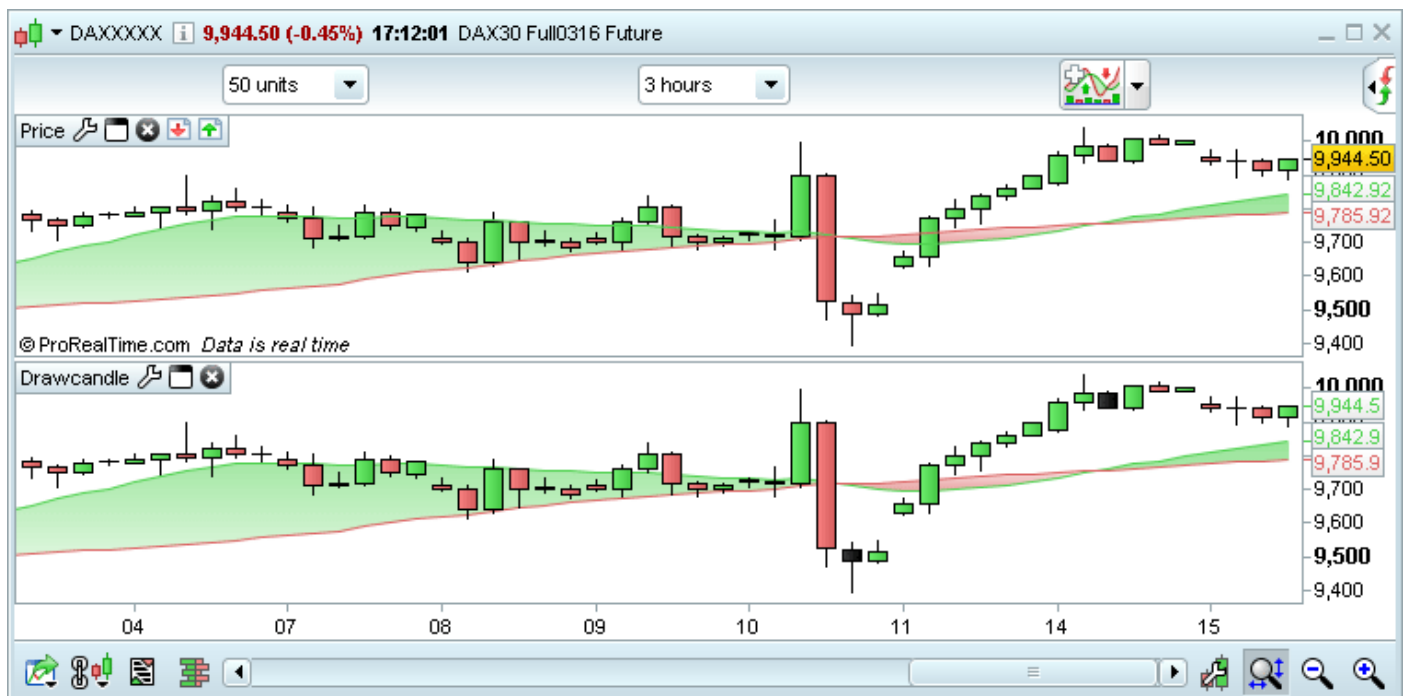 DAXXXXX 9,944.50 (-0.45%) 17:12:01 DAX30 Full0316 Future
50 units 3 hours
Price
10,000
9,944.50
9,842.92
9,785.92
9,700
9,600
9,500
9,400
© ProRealTime.com Data is real time
Drawcandle
10,000
9,944.5
9,842.9
9,785.9
9,700
9,600
9,500
9,400
04 07 08 09 10 11 14 15